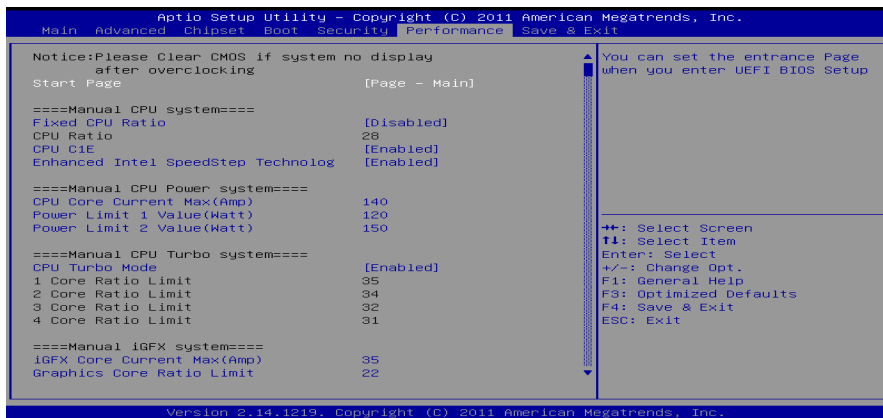 Aptio Setup Utility – Copyright (C) 2011 American Megatrends, Inc.
Main Advanced Chipset Boot Security Performance Save & Exit
Notice:Please Clear CMOS if system no display
after overclocking
Start Page [Page – Main]
====Manual CPU system====
Fixed CPU Ratio [Disabled]
CPU Ratio 28
CPU C1E [Enabled]
Enhanced Intel SpeedStep Technolog [Enabled]
====Manual CPU Power system====
CPU Core Current Max(Amp) 140
Power Limit 1 Value(Watt) 120
Power Limit 2 Value(Watt) 150
====Manual CPU Turbo system====
CPU Turbo Mode [Enabled]
1 Core Ratio Limit 35
2 Core Ratio Limit 34
3 Core Ratio Limit 32
4 Core Ratio Limit 31
====Manual iGFX system====
iGFX Core Current Max(Amp) 35
Graphics Core Ratio Limit 22
You can set the entrance Page
when you enter UEFI BIOS Setup
→←: Select Screen
↑↓: Select Item
Enter: Select
+/-: Change Opt.
F1: General Help
F3: Optimized Defaults
F4: Save & Exit
ESC: Exit
Version 2.14.1219. Copyright (C) 2011 American Megatrends, Inc.